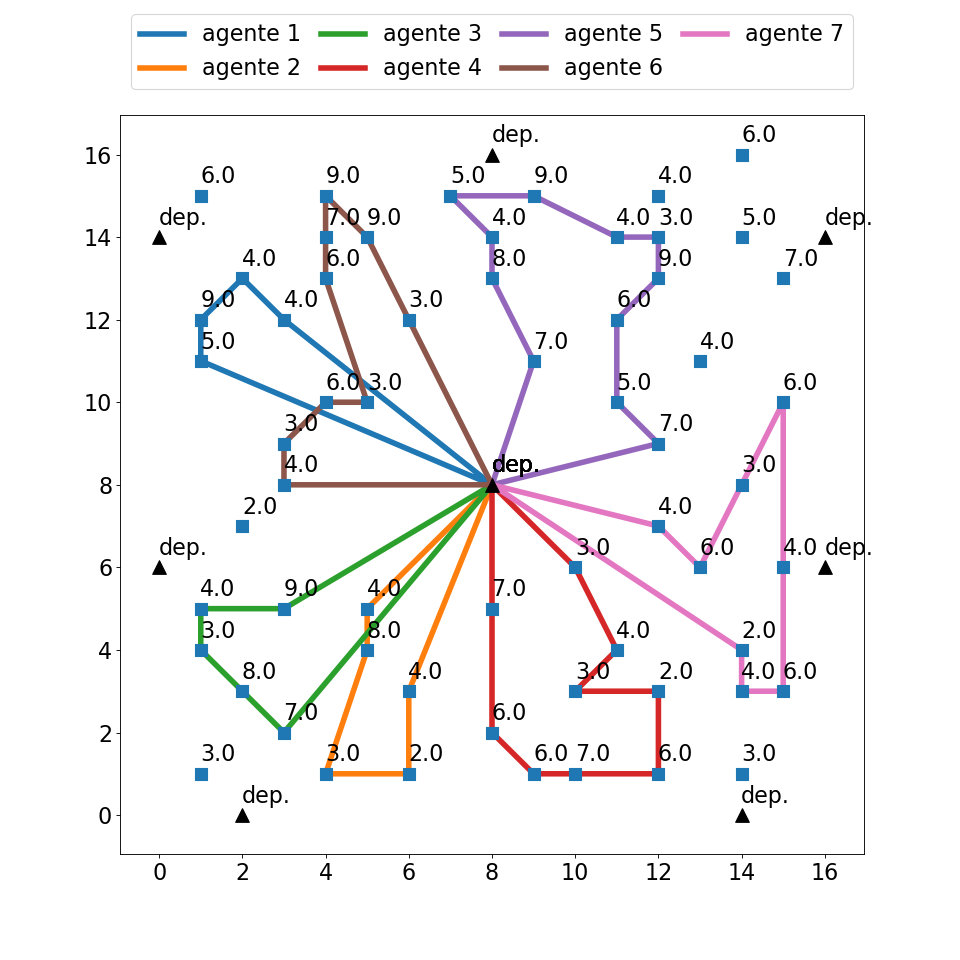 agente 1 agente 3 agente 5 agente 7
agente 2 agente 4 agente 6
dep. 6.0
16
6.0 9.0 5.0 9.0 4.0
dep. 7.0 9.0 4.0 4.0 3.0 5.0 dep.
14
4.0 6.0 8.0 9.0 7.0
9.0 4.0 3.0 6.0
12
5.0 7.0 4.0
6.0 3.0 5.0 6.0
10
3.0 7.0
4.0 dep. 3.0
8
2.0 4.0
dep. 3.0 6.0 4.0 dep.
6
4.0 9.0 4.0 7.0
3.0 8.0 4.0 2.0
4
8.0 4.0 3.0 2.0 4.0 6.0
7.0 6.0
2
3.0 3.0 2.0 6.0 7.0 6.0 3.0
dep. dep.
0
0 2 4 6 8 10 12 14 16